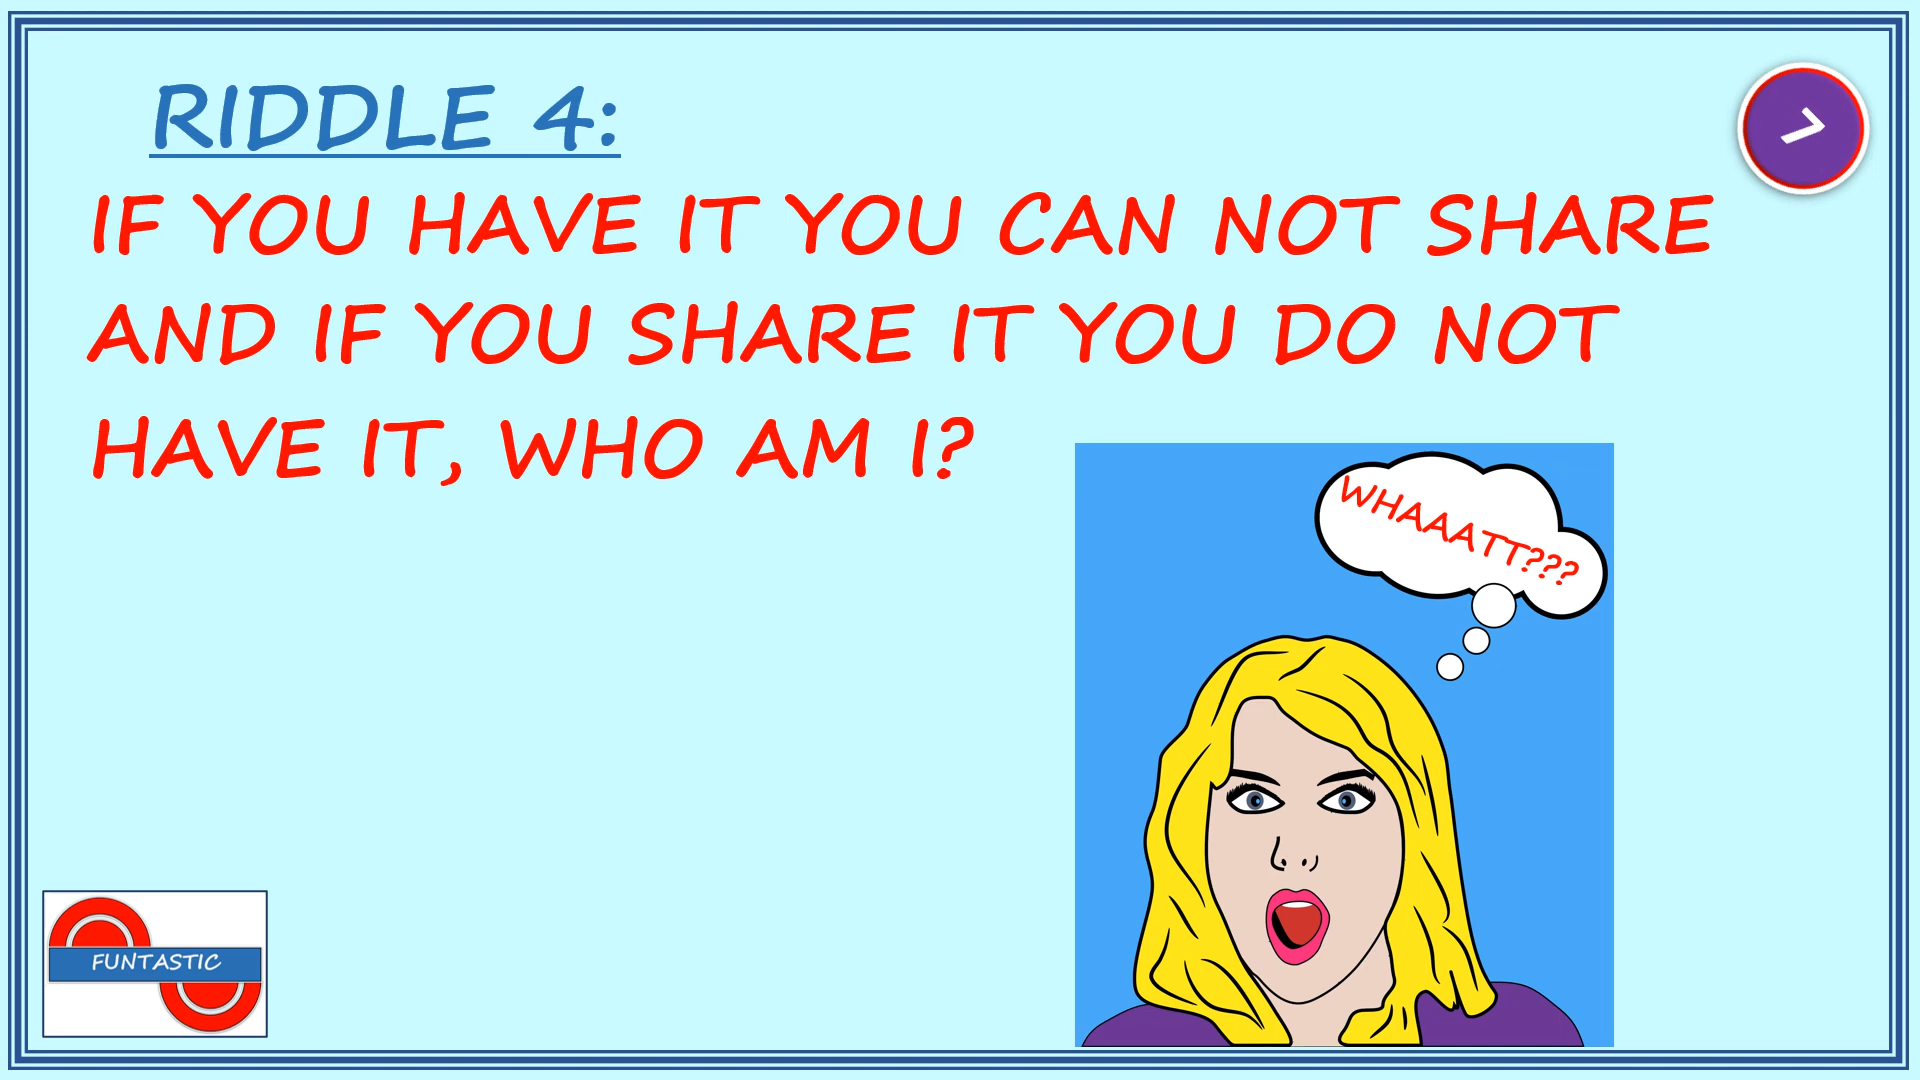 RIDDLE 4:
IF YOU HAVE IT YOU CAN NOT SHARE
AND IF YOU SHARE IT YOU DO NOT
HAVE IT, WHO AM I?
WHAAATT???
FUNTASTIC